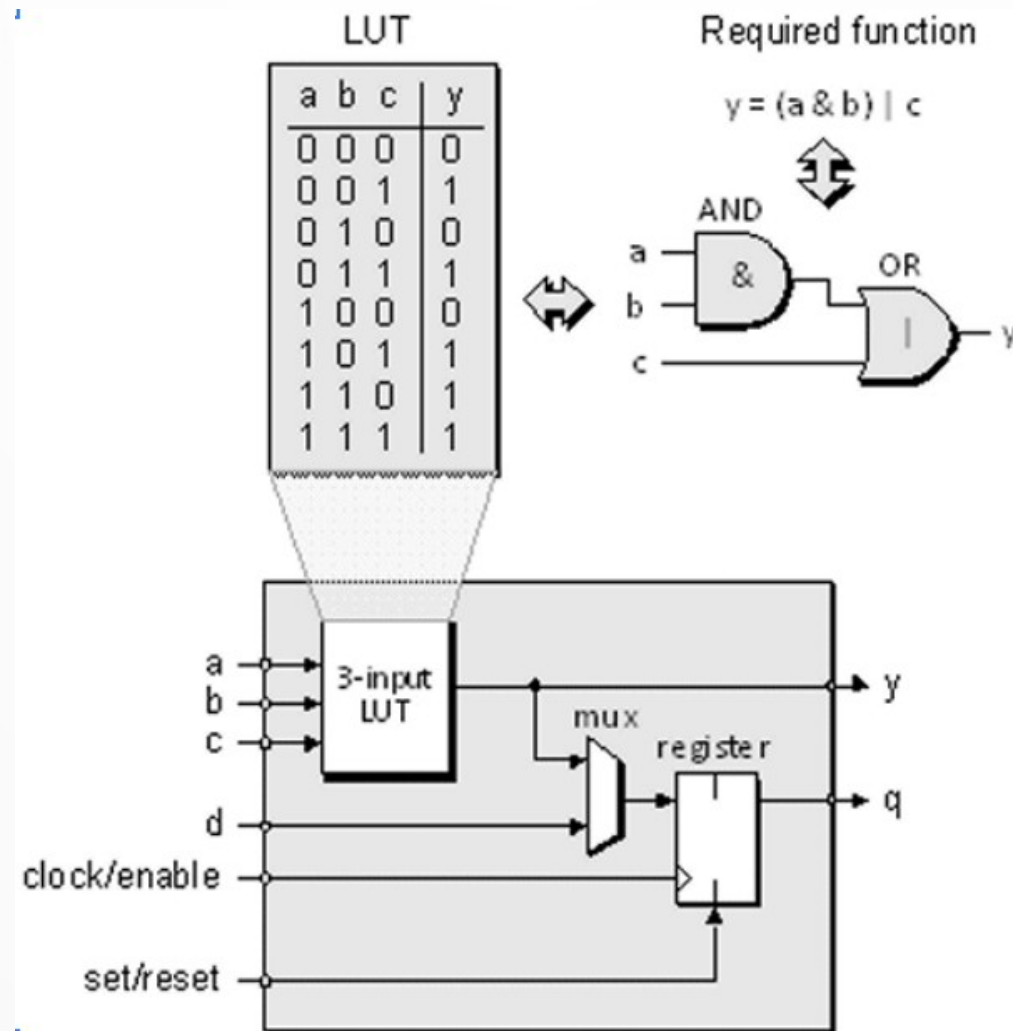 LUT
a b c y
0 0 0 0
0 0 1 1
0 1 0 0
0 1 1 1
1 0 0 0
1 0 1 1
1 1 0 1
1 1 1 1
Required function
y = (a & b) | c
AND
a
&
b
OR
|
y
c
a
b
c
3-input
LUT
y
mux
register
q
d
clock/enable
set/reset